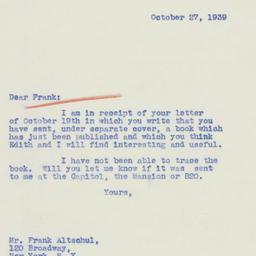 October 27, 1939
Dear Frank:
I am in receipt of your letter
of October 19th in which you write that you
have sent, under separate cover, a book which
has just been published and which you think
Edith and I will find interesting and useful.
I have not been able to trace the
book. Will you let me know if it was sent
to me at the Capitol, the Mansion or 820.
Yours,
Mr. Frank Altschul,
120 Broadway,
New York, N. Y.